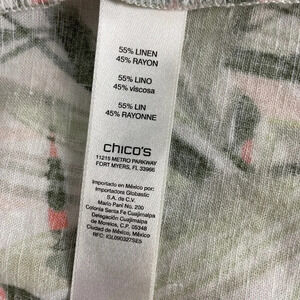 55% LINEN
45% RAYON
55% LINO
45% viscosa
55% LIN
45% RAYONNE
chico's
11215 METRO PARKWAY
FORT MYERS, FL 33966
Importado en México por:
Importadora Globastic
S.A. de C.V.
Mario Pani No. 200
Colonia Santa Fe Cuajimalpa
Delegación Cuajimalpa
de Morelos, C.P. 05348
Ciudad de México, México
RFC: IGL090327SE5